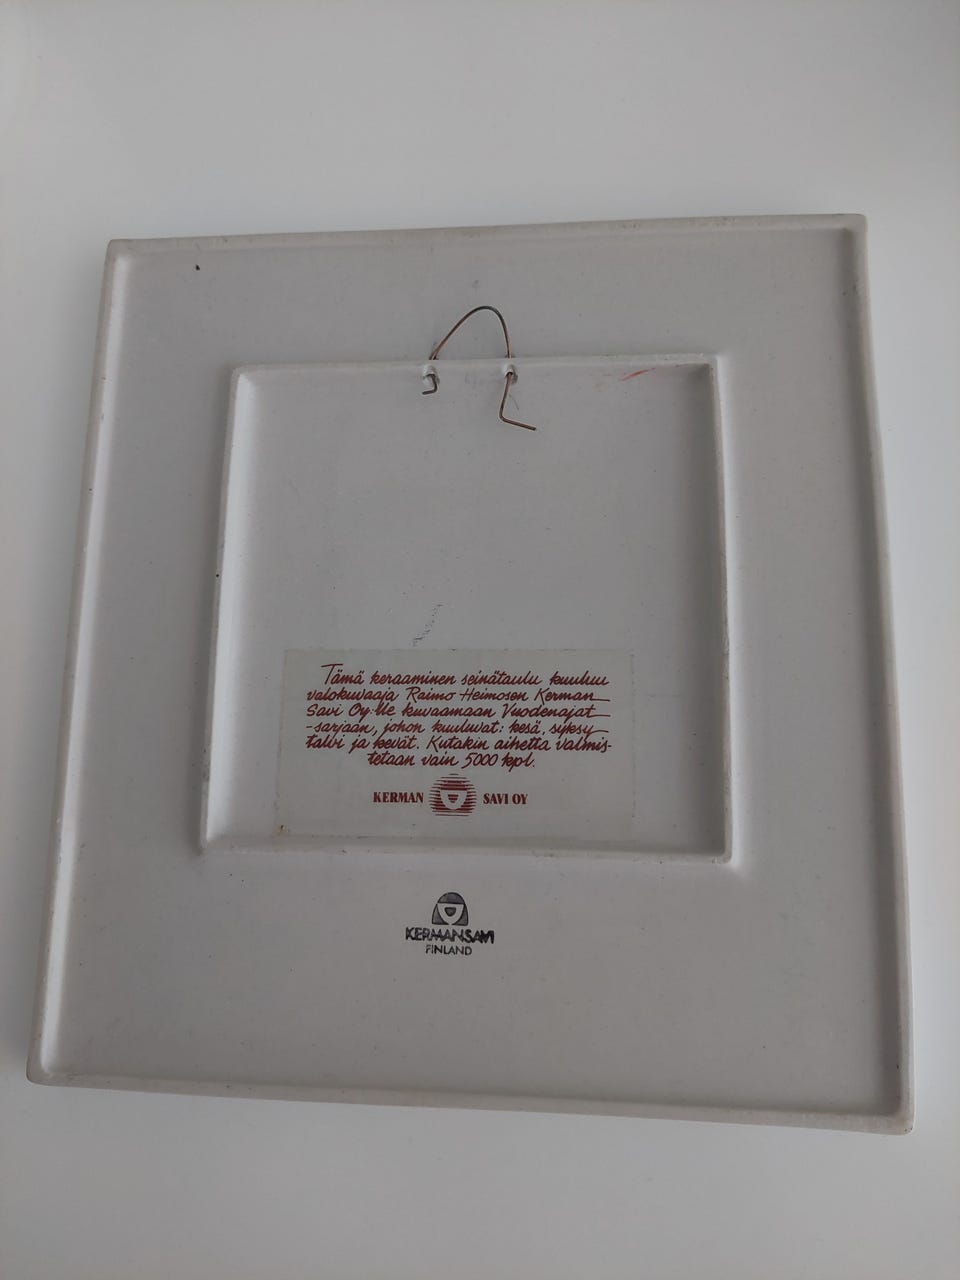 Tämä keraaminen seinätaulu kuuluu
valokuvaaja Raimo Heimosen Kerman
Savi Oy:lle kuvaamaan Vuodenajat
-sarjaan, johon kuuluvat: kesä, syksy
talvi ja kevät. Kutakin aihetta valmis-
tetaan vain 5000 kpl.
KERMAN SAVI OY
KERMANSAVI
FINLAND